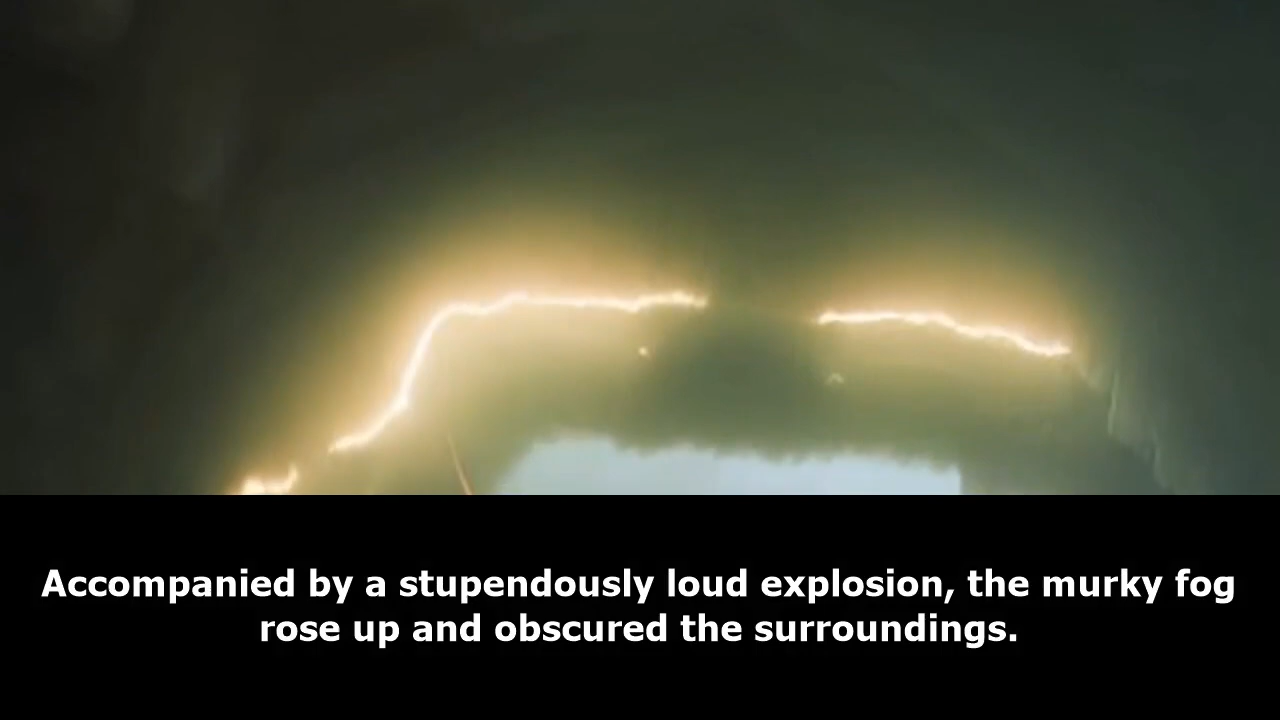 Accompanied by a stupendously loud explosion, the murky fog
rose up and obscured the surroundings.